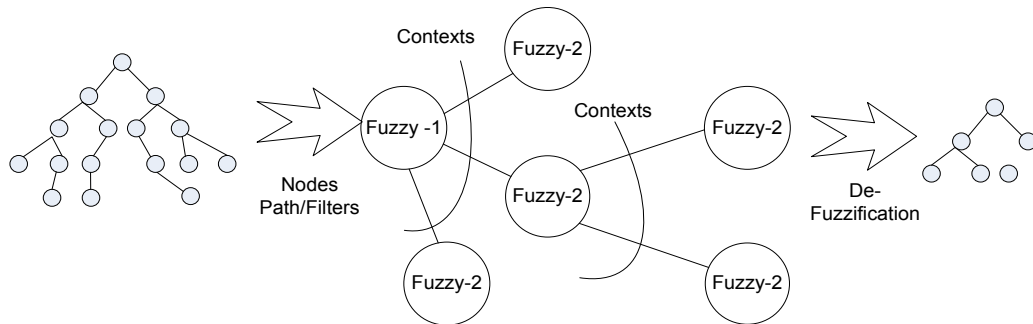 Contexts
Fuzzy-2
Fuzzy -1
Nodes
Path/Filters
Fuzzy-2
Fuzzy-2
Contexts
Fuzzy-2
Fuzzy-2
De-
Fuzzification